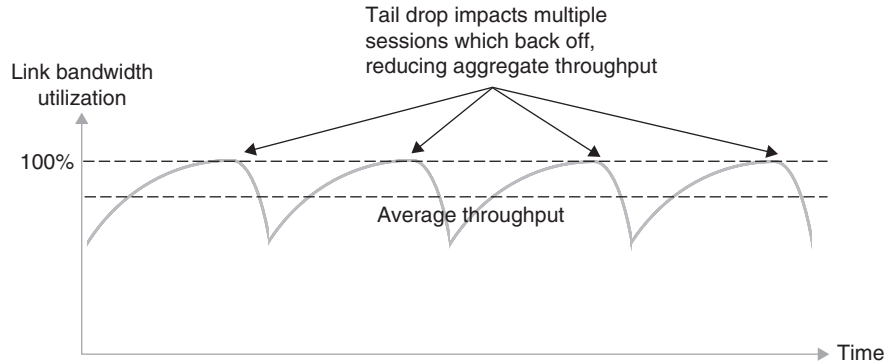 Tail drop impacts multiple
sessions which back off,
reducing aggregate throughput
Link bandwidth
utilization
100%
Average throughput
Time